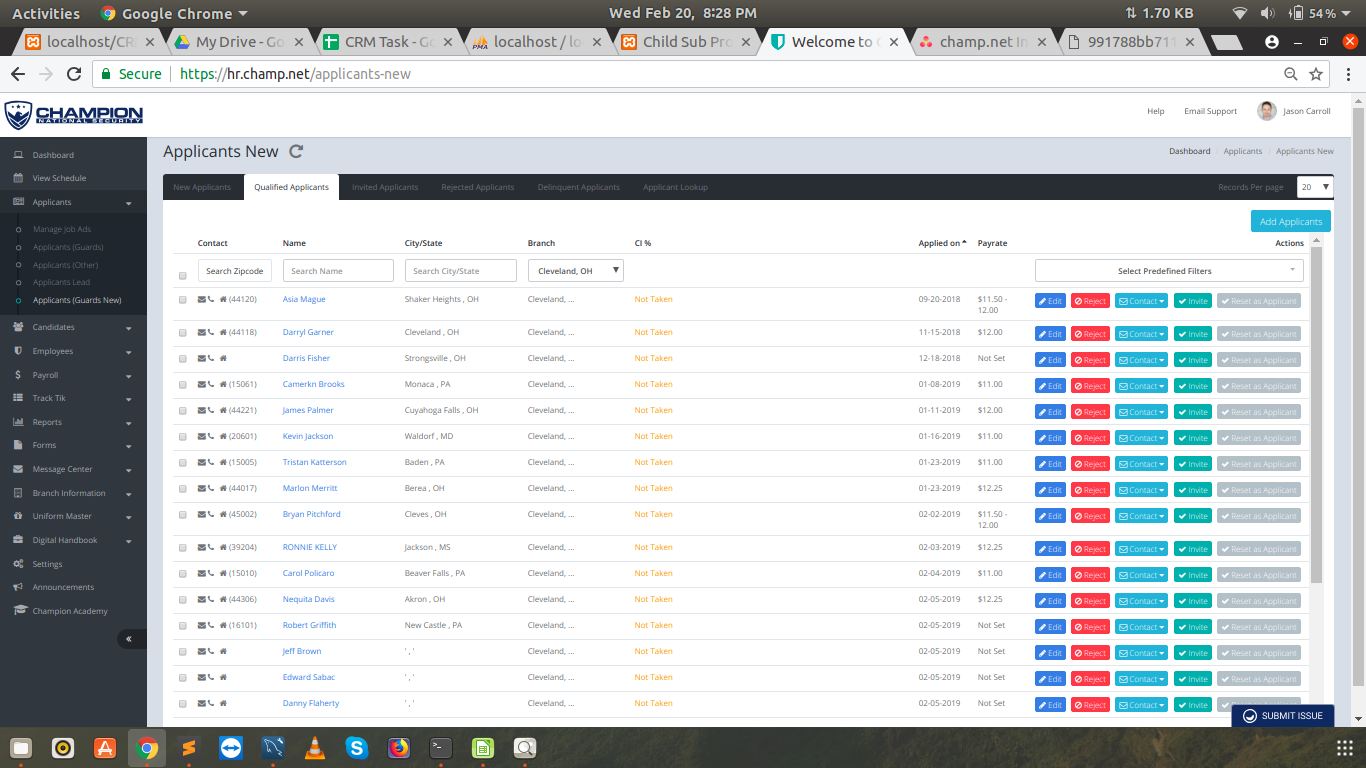 Activities Google Chrome Wed Feb 20, 8:28 PM 1.70 KB 54 %
localhost/CR × My Drive - Go × CRM Task - Go × localhost / lo × Child Sub Pro × Welcome to C × champ.net In × 991788bb711 ×
Secure https://hr.champ.net/applicants-new
CHAMPION
NATIONAL SECURITY
Help Email Support Jason Carroll
Dashboard
View Schedule
Applicants
Manage Job Ads
Applicants (Guards)
Applicants (Other)
Applicants Lead
Applicants (Guards New)
Candidates
Employees
Payroll
Track Tik
Reports
Forms
Message Center
Branch Information
Uniform Master
Digital Handbook
Settings
Announcements
Champion Academy
«
Applicants New
Dashboard / Applicants / Applicants New
New Applicants Qualified Applicants Invited Applicants Rejected Applicants Delinquent Applicants Applicant Lookup Records Per page 20
Add Applicants
Contact Name City/State Branch CI % Applied on Payrate Actions
Search Zipcode Search Name Search City/State Cleveland, OH Select Predefined Filters
(44120) Asia Mague Shaker Heights , OH Cleveland, ... Not Taken 09-20-2018 $11.50 - Edit Reject Contact Invite Reset as Applicant
12.00
(44118) Darryl Garner Cleveland , OH Cleveland, ... Not Taken 11-15-2018 $12.00 Edit Reject Contact Invite Reset as Applicant
Darris Fisher Strongsville , OH Cleveland, ... Not Taken 12-18-2018 Not Set Edit Reject Contact Invite Reset as Applicant
(15061) Camerkn Brooks Monaca , PA Cleveland, ... Not Taken 01-08-2019 $11.00 Edit Reject Contact Invite Reset as Applicant
(44221) James Palmer Cuyahoga Falls , OH Cleveland, ... Not Taken 01-11-2019 $12.00 Edit Reject Contact Invite Reset as Applicant
(20601) Kevin Jackson Waldorf , MD Cleveland, ... Not Taken 01-16-2019 $11.00 Edit Reject Contact Invite Reset as Applicant
(15005) Tristan Katterson Baden , PA Cleveland, ... Not Taken 01-23-2019 $11.00 Edit Reject Contact Invite Reset as Applicant
(44017) Marlon Merritt Berea , OH Cleveland, ... Not Taken 01-23-2019 $12.25 Edit Reject Contact Invite Reset as Applicant
(45002) Bryan Pitchford Cleves , OH Cleveland, ... Not Taken 02-02-2019 $11.50 - Edit Reject Contact Invite Reset as Applicant
12.00
(39204) RONNIE KELLY Jackson , MS Cleveland, ... Not Taken 02-03-2019 $12.25 Edit Reject Contact Invite Reset as Applicant
(15010) Carol Policaro Beaver Falls , PA Cleveland, ... Not Taken 02-04-2019 $11.00 Edit Reject Contact Invite Reset as Applicant
(44306) Nequita Davis Akron , OH Cleveland, ... Not Taken 02-05-2019 $12.25 Edit Reject Contact Invite Reset as Applicant
(16101) Robert Griffith New Castle , PA Cleveland, ... Not Taken 02-05-2019 Not Set Edit Reject Contact Invite Reset as Applicant
Jeff Brown ' , ' Cleveland, ... Not Taken 02-05-2019 Not Set Edit Reject Contact Invite Reset as Applicant
Edward Sabac ' , ' Cleveland, ... Not Taken 02-05-2019 Not Set Edit Reject Contact Invite Reset as Applicant
Danny Flaherty ' , ' Cleveland, ... Not Taken 02-05-2019 Not Set Edit Reject Contact Invite Reset as Applicant
SUBMIT ISSUE